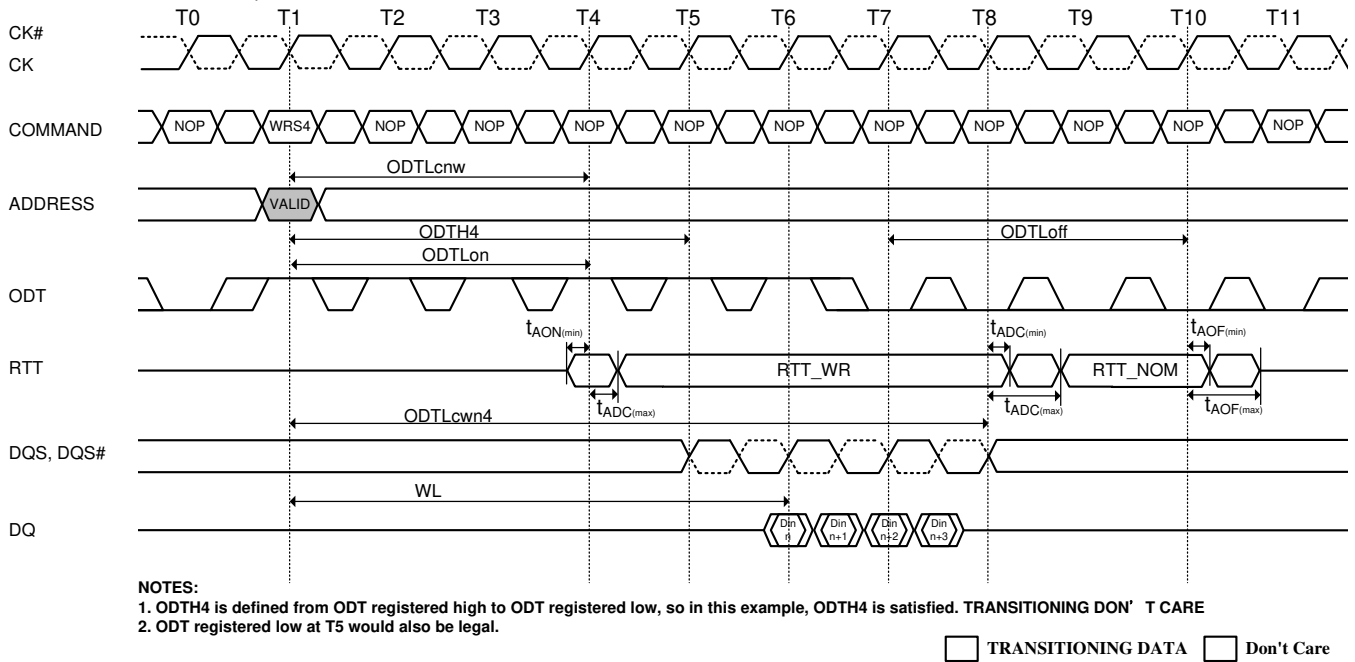 T0 T1 T2 T3 T4 T5 T6 T7 T8 T9 T10 T11
CK#
CK
COMMAND NOP WRS4 NOP NOP NOP NOP NOP NOP NOP NOP NOP NOP
ODTLcnw
ADDRESS VALID
ODTH4 ODTLoff
ODTLon
ODT
tAON(min) tADC(min) tAOF(min)
RTT RTT_WR RTT_NOM
tADC(max) tADC(max) tAOF(max)
ODTLcwn4
DQS, DQS#
WL
DQ Din n Din n+1 Din n+2 Din n+3
NOTES:
1. ODTH4 is defined from ODT registered high to ODT registered low, so in this example, ODTH4 is satisfied. TRANSITIONING DON’ T CARE
2. ODT registered low at T5 would also be legal.
TRANSITIONING DATA Don't Care